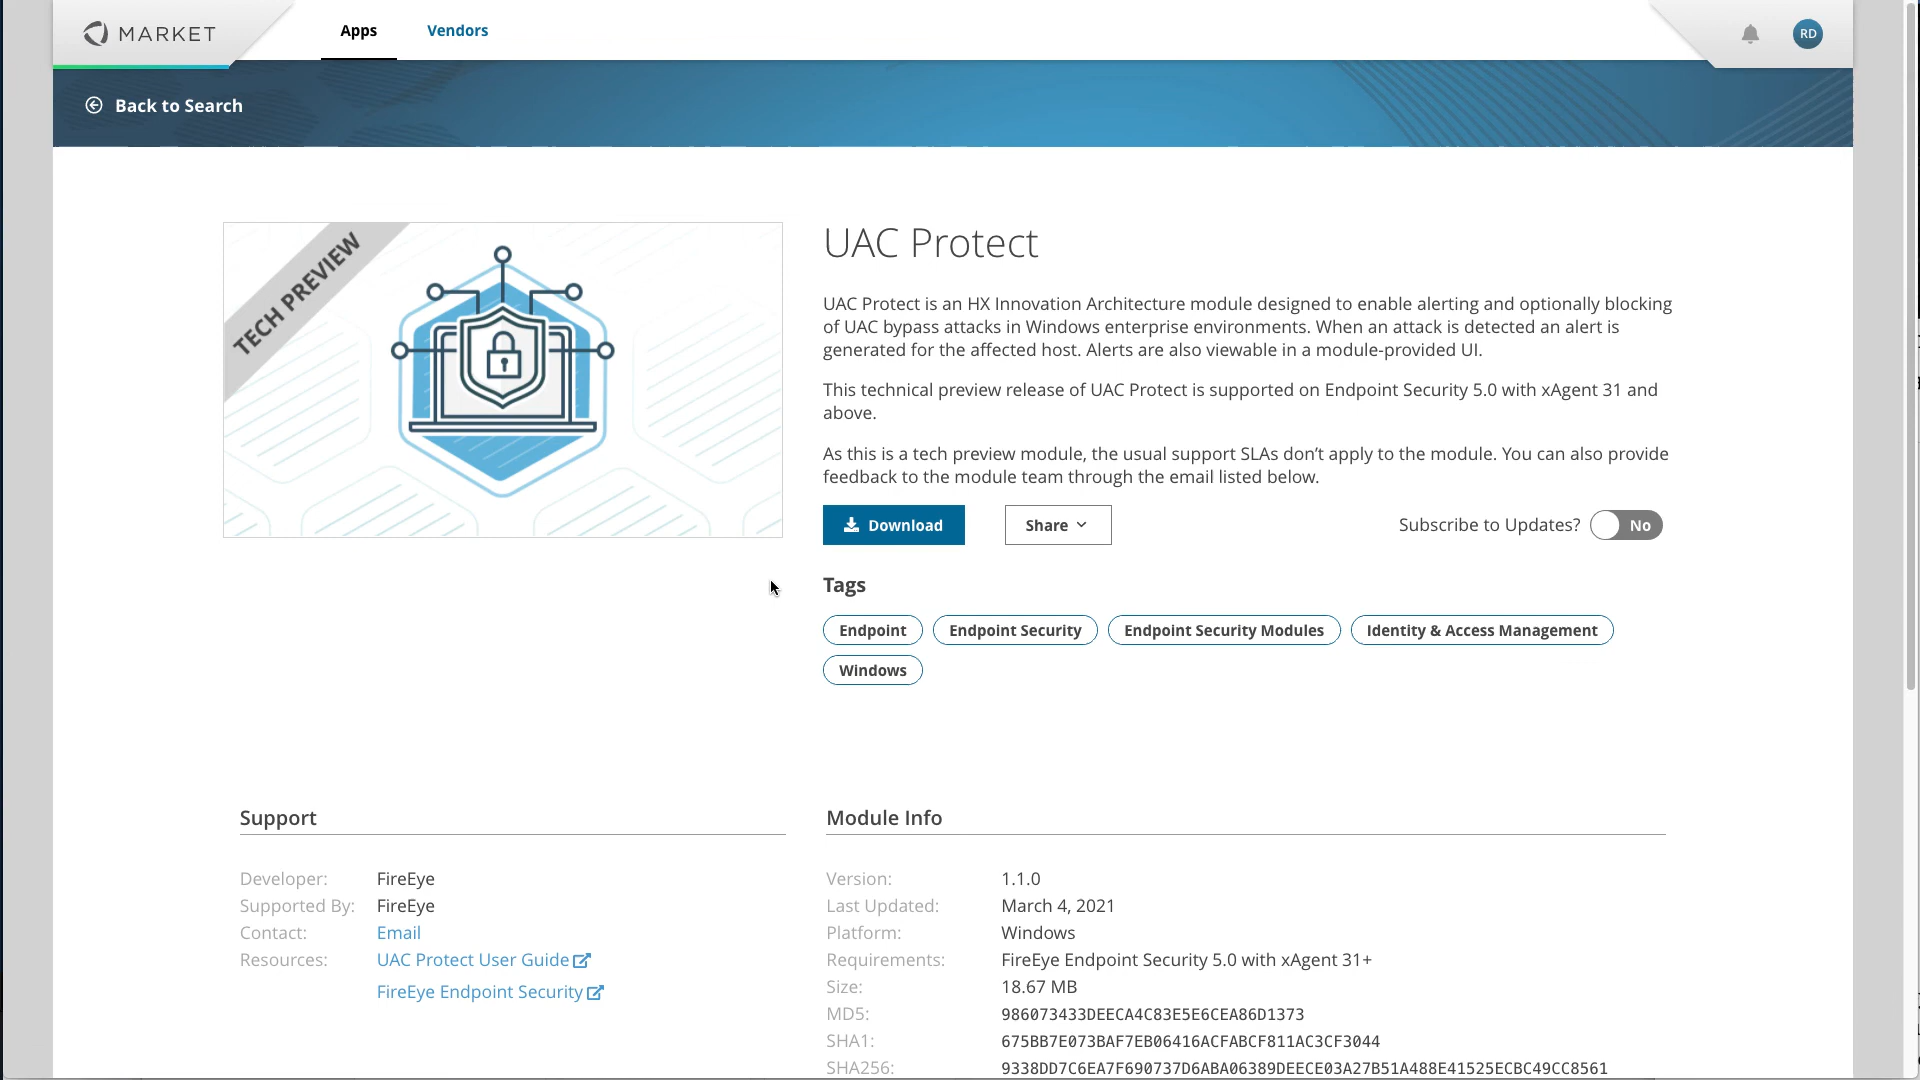 MARKET
Apps
Vendors
RD
Back to Search
TECH PREVIEW
UAC Protect
UAC Protect is an HX Innovation Architecture module designed to enable alerting and optionally blocking
of UAC bypass attacks in Windows enterprise environments. When an attack is detected an alert is
generated for the affected host. Alerts are also viewable in a module-provided UI.
This technical preview release of UAC Protect is supported on Endpoint Security 5.0 with xAgent 31 and
above.
As this is a tech preview module, the usual support SLAs don’t apply to the module. You can also provide
feedback to the module team through the email listed below.
Download
Share
Subscribe to Updates? No
Tags
Endpoint
Endpoint Security
Endpoint Security Modules
Identity & Access Management
Windows
Support
Developer: FireEye
Supported By: FireEye
Contact: Email
Resources: UAC Protect User Guide
FireEye Endpoint Security
Module Info
Version: 1.1.0
Last Updated: March 4, 2021
Platform: Windows
Requirements: FireEye Endpoint Security 5.0 with xAgent 31+
Size: 18.67 MB
MD5: 986073433DEECA4C83E5E6CEA86D1373
SHA1: 675BB7E073BAF7EB06416ACFABCF811AC3CF3044
SHA256: 9338DD7C6EA7F690737D6ABA06389DEECE03A27B51A488E41525ECBC49CC8561